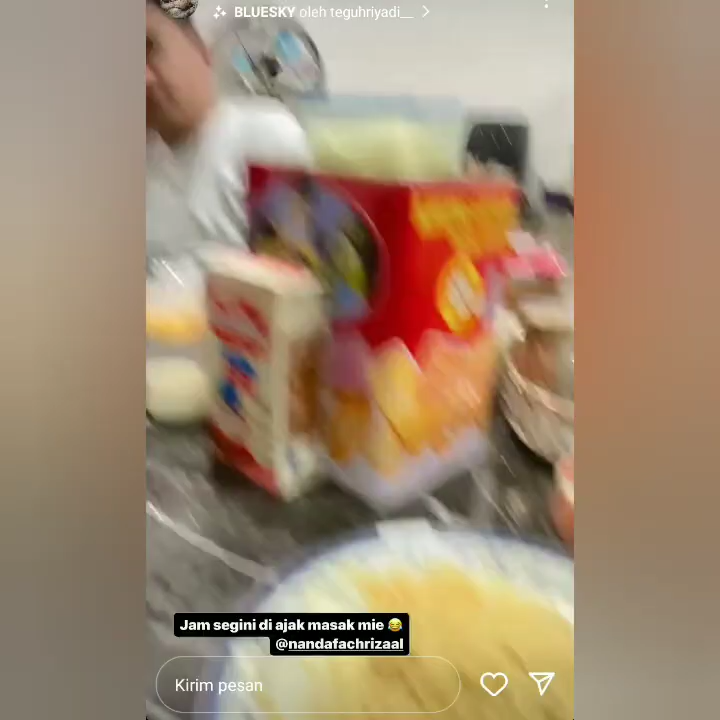 BLUESKY oleh teguhriyadi__
Jam segini di ajak masak mie 😂
@nandafachrizaal
Kirim pesan